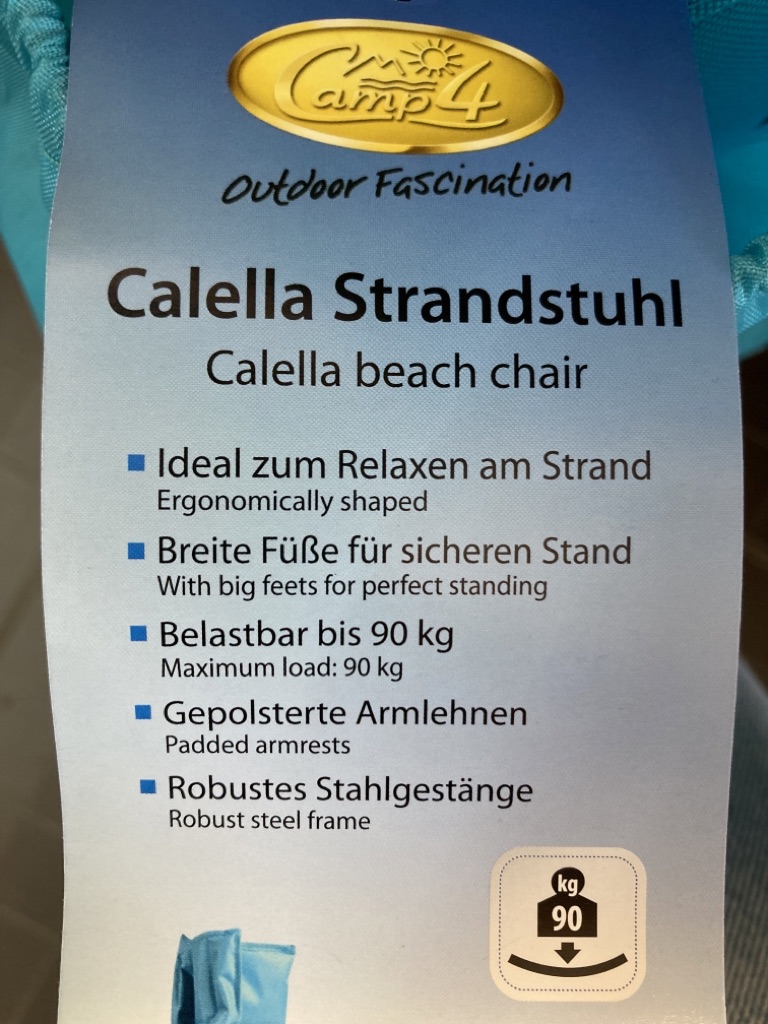 Camp4
Outdoor Fascination
Calella Strandstuhl
Calella beach chair
Ideal zum Relaxen am Strand
Ergonomically shaped
Breite Füße für sicheren Stand
With big feets for perfect standing
Belastbar bis 90 kg
Maximum load: 90 kg
Gepolsterte Armlehnen
Padded armrests
Robustes Stahlgestänge
Robust steel frame
kg
90